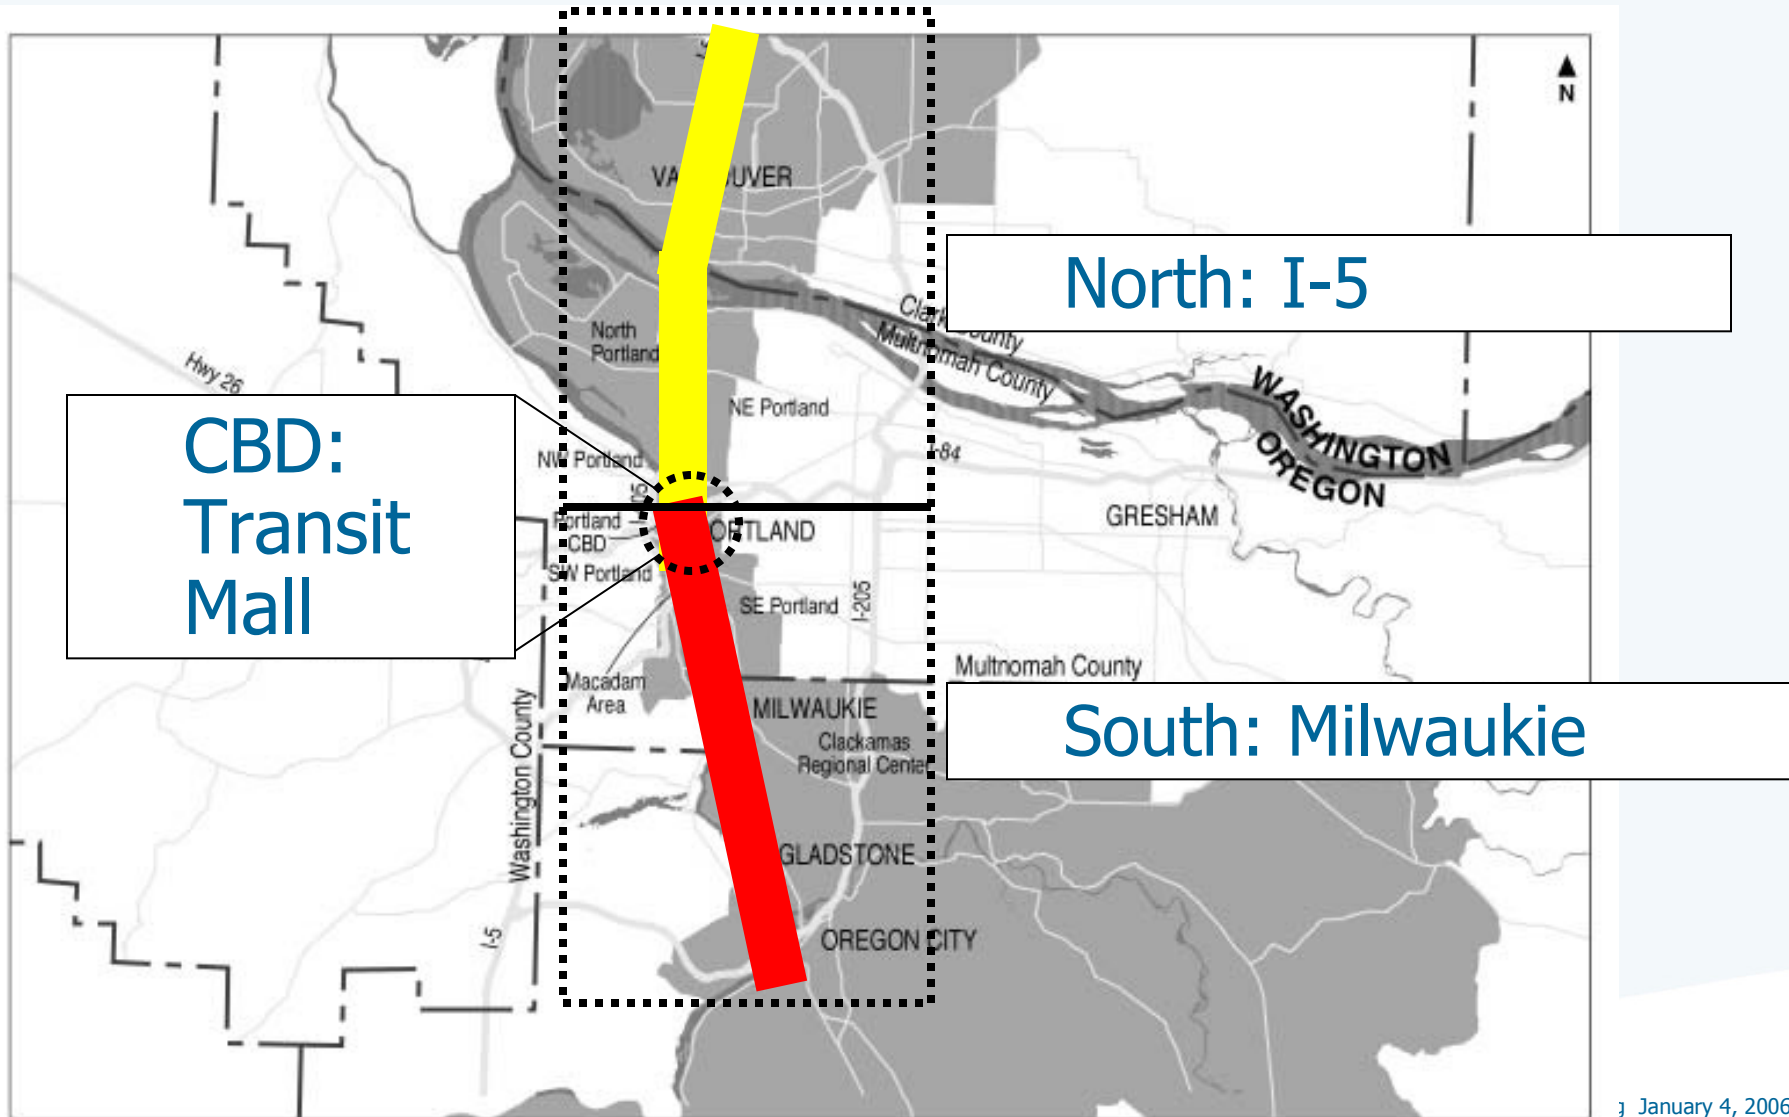 I-5
N
VA
UVER
North: I-5
Clark County
Multnomah County
North
Portland
Hwy 26
WASHINGTON
OREGON
CBD:
Transit
Mall
NE Portland
NW Portland
I-84
GRESHAM
Portland
CBD
ORTLAND
SW Portland
SE Portland
I-205
Multnomah County
Macadam
Area
Washington County
MILWAUKIE
South: Milwaukie
Clackamas
Regional Center
GLADSTONE
I-5
OREGON CITY
January 4, 2006